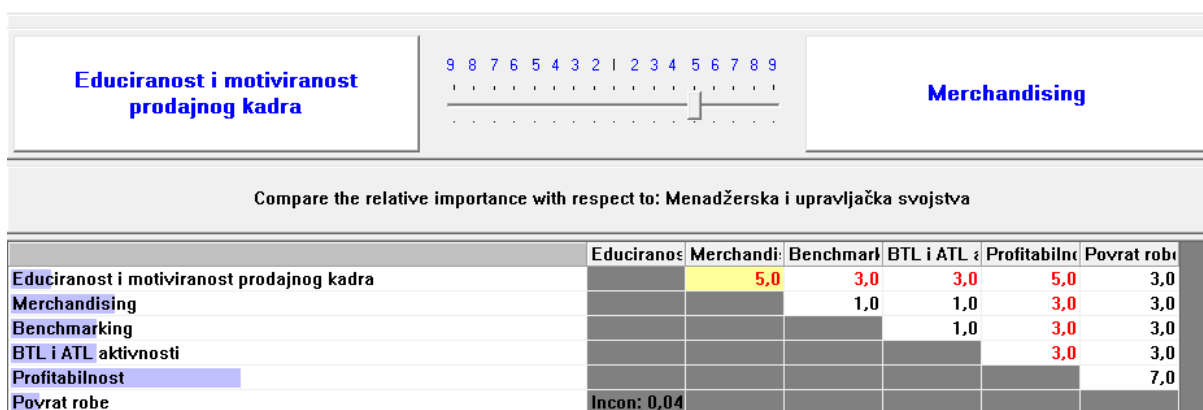 Educiranost i motiviranost
prodajnog kadra
9 8 7 6 5 4 3 2 1 2 3 4 5 6 7 8 9
Merchandising
Compare the relative importance with respect to: Menadžerska i upravljačka svojstva
Educiranos Merchandi Benchmark BTL i ATL a Profitabilno Povrat robe
Educiranost i motiviranost prodajnog kadra 5,0 3,0 3,0 5,0 3,0
Merchandising 1,0 1,0 3,0 3,0
Benchmarking 1,0 3,0 3,0
BTL i ATL aktivnosti 3,0 3,0
Profitabilnost 7,0
Povrat robe Incon: 0,04